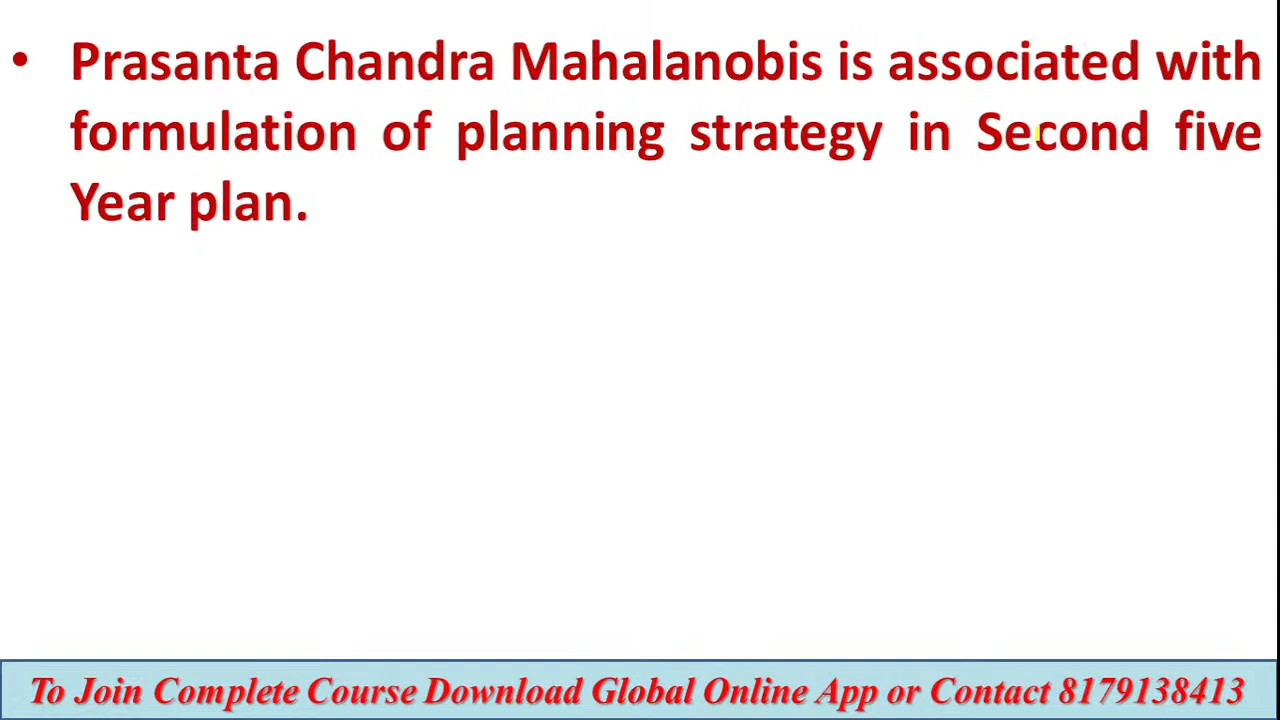 • Prasanta Chandra Mahalanobis is associated with
formulation of planning strategy in Second five
Year plan.
To Join Complete Course Download Global Online App or Contact 8179138413